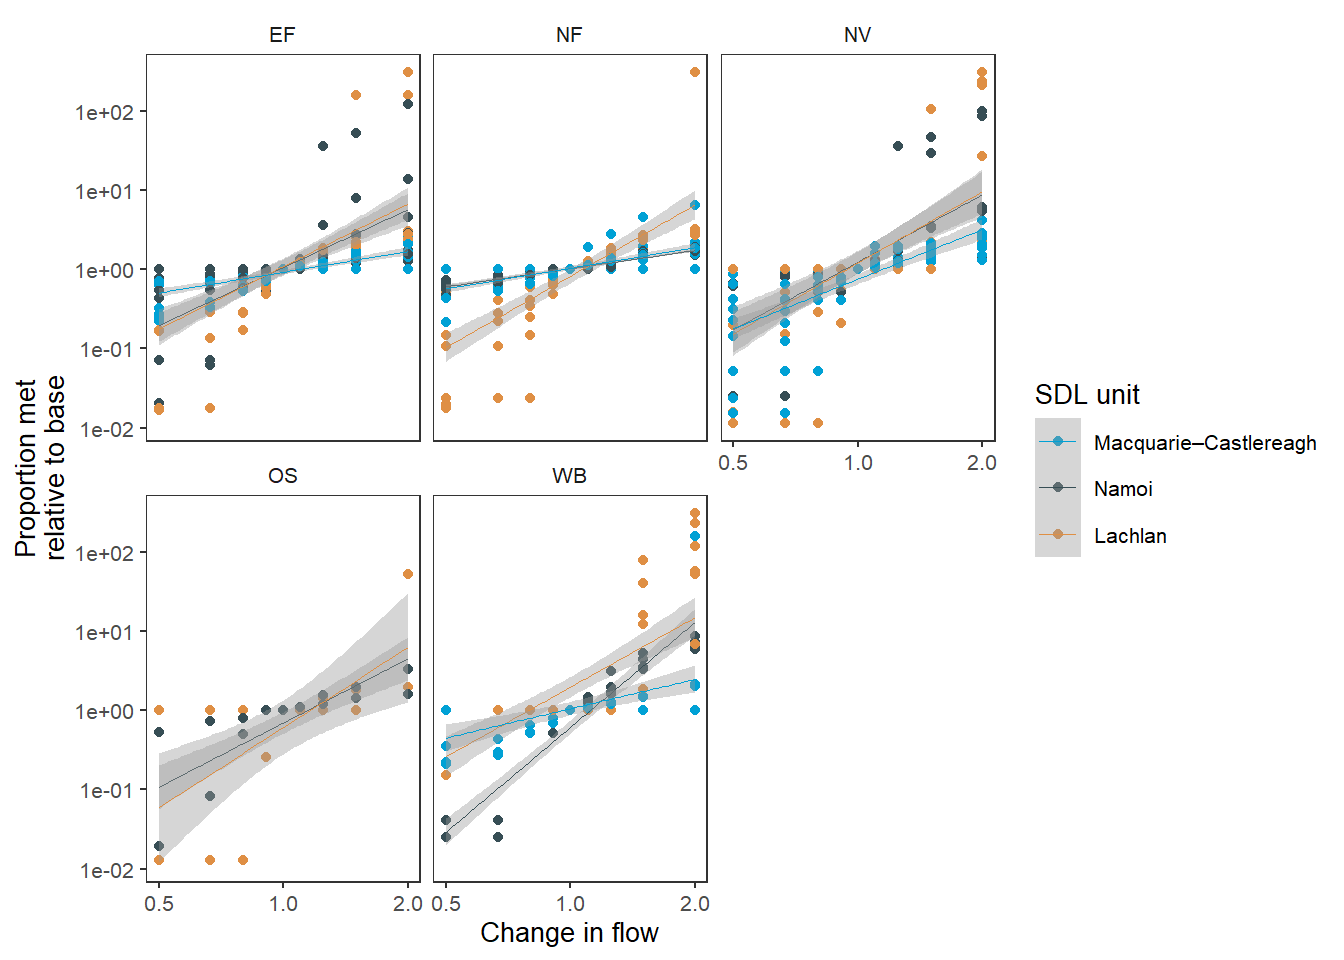 EF
NF
NV
1e+02
1e+01
1e+00
1e-01
1e-02
0.5
1.0
2.0
OS
WB
1e+02
1e+01
1e+00
1e-01
1e-02
0.5
1.0
2.0
0.5
1.0
2.0
Change in flow
Proportion met
relative to base
SDL unit
Macquarie–Castlereagh
Namoi
Lachlan